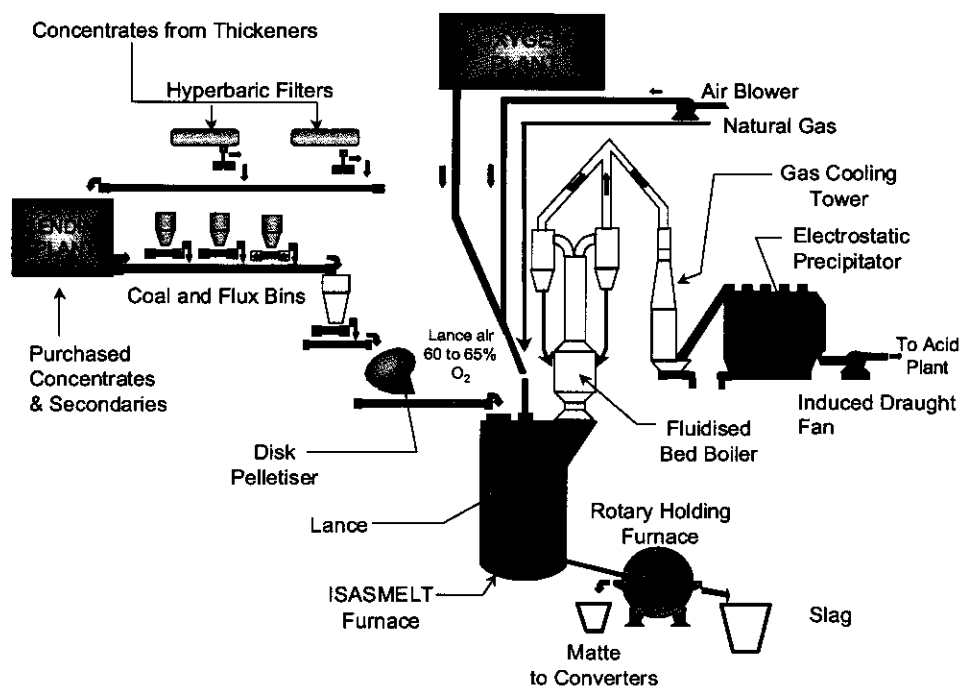 Concentrates from Thickeners
Hyperbaric Filters
Air Blower
Natural Gas
Gas Cooling
Tower
Electrostatic
Precipitator
Coal and Flux Bins
Lance air
60 to 65%
O₂
To Acid
Plant
Purchased
Concentrates
& Secondaries
Induced Draught
Fan
Disk
Pelletiser
Fluidised
Bed Boiler
Lance
Rotary Holding
Furnace
ISASMELT
Furnace
Slag
Matte
to Converters